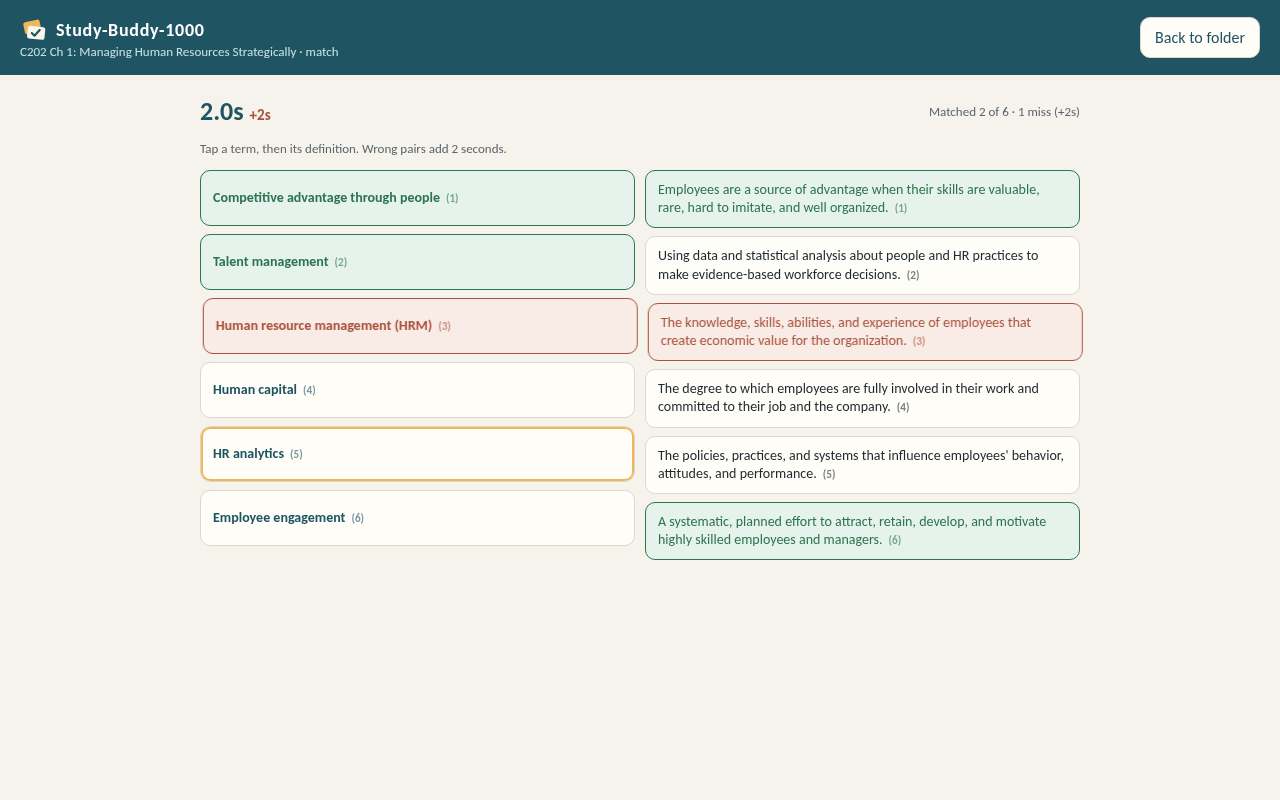 Study-Buddy-1000
C202 Ch 1: Managing Human Resources Strategically · match
Back to folder
2.0s +2s
Matched 2 of 6 · 1 miss (+2s)
Tap a term, then its definition. Wrong pairs add 2 seconds.
Competitive advantage through people (1)
Talent management (2)
Human resource management (HRM) (3)
Human capital (4)
HR analytics (5)
Employee engagement (6)
Employees are a source of advantage when their skills are valuable,
rare, hard to imitate, and well organized. (1)
Using data and statistical analysis about people and HR practices to
make evidence-based workforce decisions. (2)
The knowledge, skills, abilities, and experience of employees that
create economic value for the organization. (3)
The degree to which employees are fully involved in their work and
committed to their job and the company. (4)
The policies, practices, and systems that influence employees' behavior,
attitudes, and performance. (5)
A systematic, planned effort to attract, retain, develop, and motivate
highly skilled employees and managers. (6)